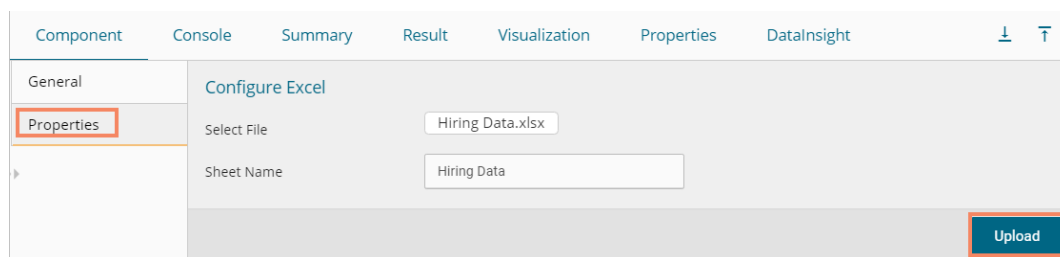 Component Console Summary Result Visualization Properties DataInsight
General
Configure Excel
Properties
Select File Hiring Data.xlsx
Sheet Name Hiring Data
Upload